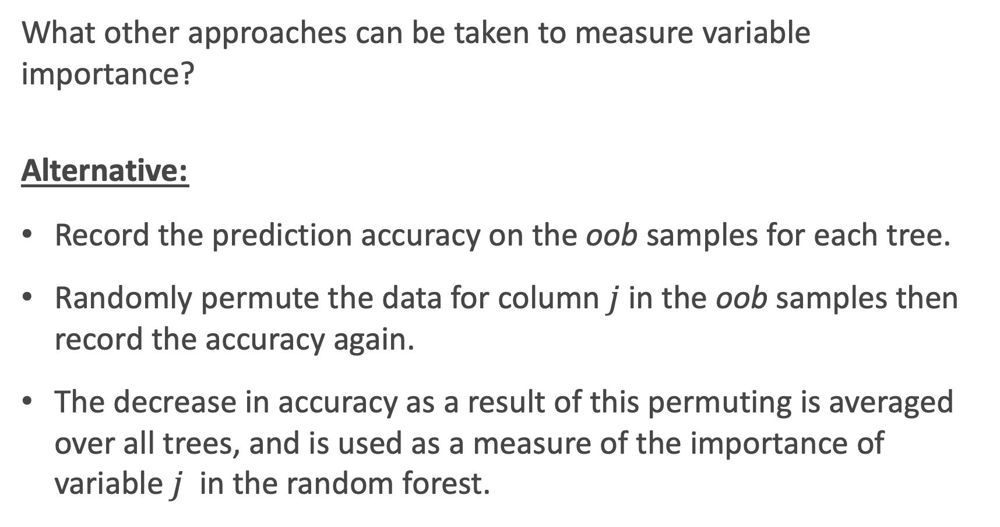 What other approaches can be taken to measure variable
importance?
Alternative:
• Record the prediction accuracy on the oob samples for each tree.
• Randomly permute the data for column j in the oob samples then
record the accuracy again.
• The decrease in accuracy as a result of this permuting is averaged
over all trees, and is used as a measure of the importance of
variable j in the random forest.